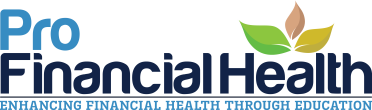 Pro
Financial Health
ENHANCING FINANCIAL HEALTH THROUGH EDUCATION